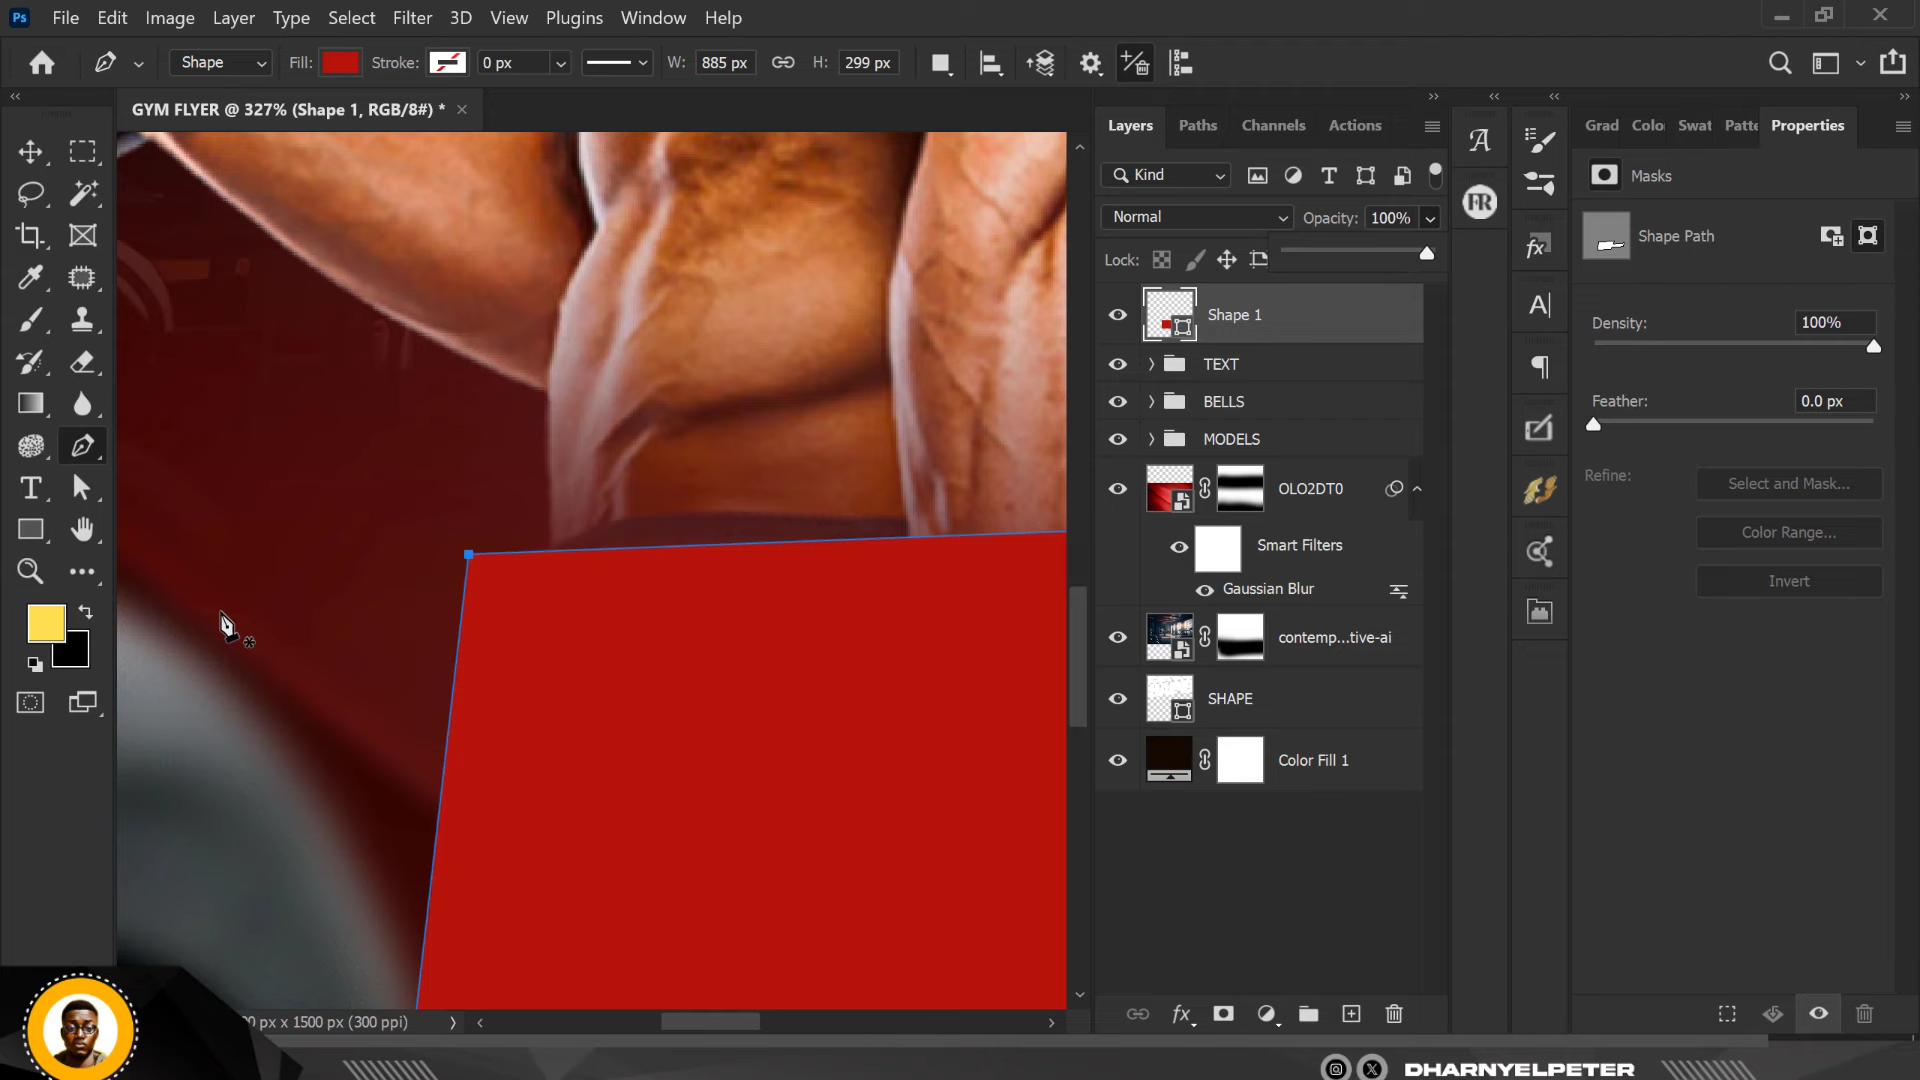 Ps File Edit Image Layer Select Filter 3D View Plugins Window Help
Shape Fill: Stroke: 0 px W: 885 px H: 299 px
GYM FLYER @ 327% (Shape 1, RGB/8#) *
Layers Paths Channels Actions
Kind
Normal Opacity: 100%
Lock:
Shape 1
TEXT
BELLS
MODELS
OLO2DT0
Smart Filters
Gaussian Blur
contemp...tive-ai
SHAPE
Color Fill 1
FR
Grad Colo Swat Patte Properties
Masks
Shape Path
Density: 100%
Feather: 0.0 px
Refine: Select and Mask...
Color Range...
Invert
px x 1500 px (300 ppi)
DHARNYELPETER